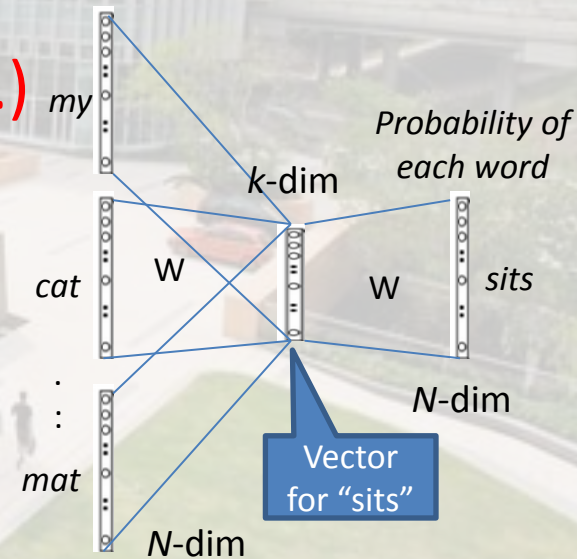 .)
my
Probability of
each word
k-dim
cat
W
W
sits
:
:
N-dim
Vector
for "sits"
mat
N-dim